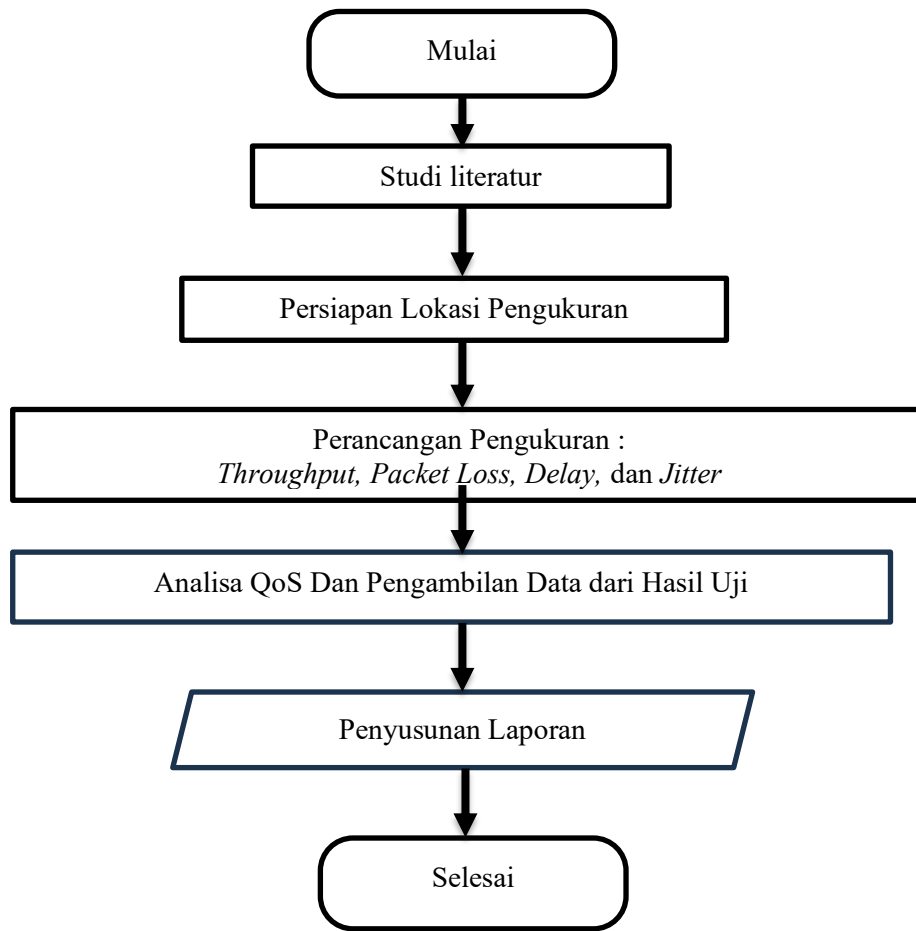 Mulai
Studi literatur
Persiapan Lokasi Pengukuran
Perancangan Pengukuran :
Throughput, Packet Loss, Delay, dan Jitter
Analisa QoS Dan Pengambilan Data dari Hasil Uji
Penyusunan Laporan
Selesai